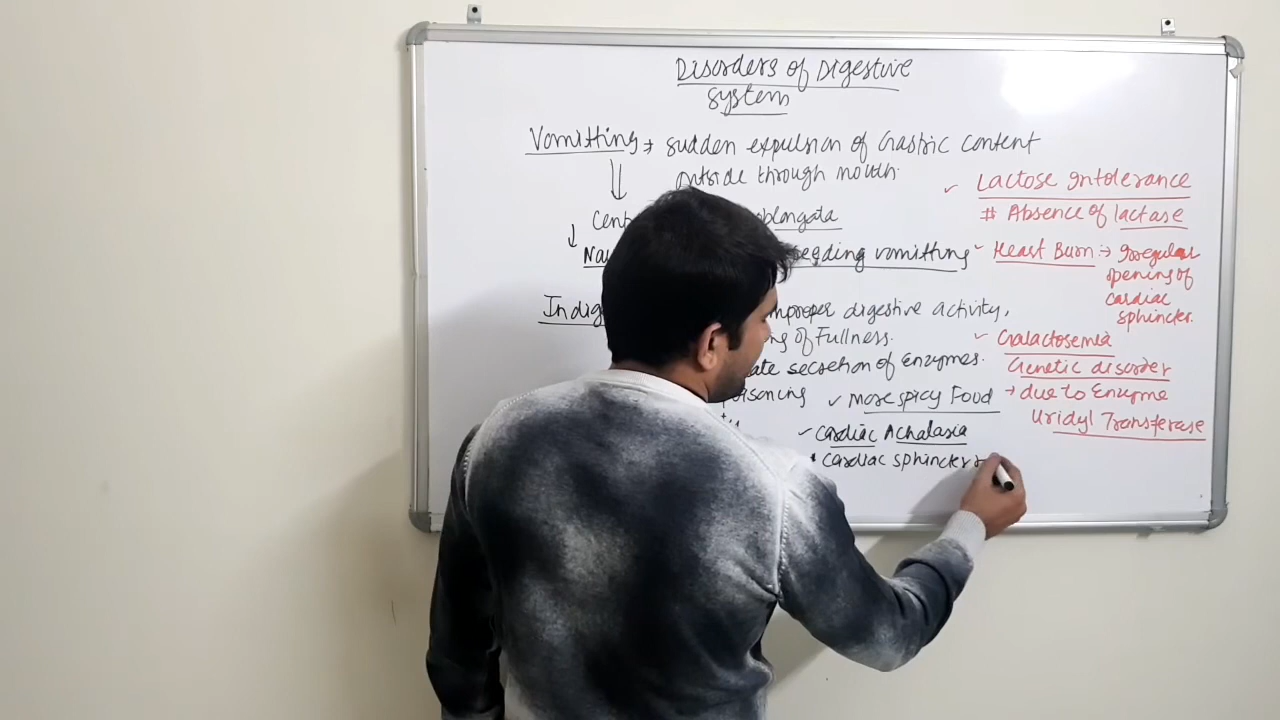 Disorders of Digestive
System
Vomitting → sudden expulsion of Gastric content
outside through mouth.
oblongata
vomitting
improper digestive activity,
of Fullness.
secretion of Enzymes.
✓ More spicy Food
✓ Cardiac Achalasia
Cardiac sphincter
✓ Lactose Intolerance
# Absence of lactase
✓ Heart Burn → Irregular
opening of
cardiac
sphincter.
✓ Galactosemia
Genetic disorder
→ due to Enzyme
Uridyl Transferase